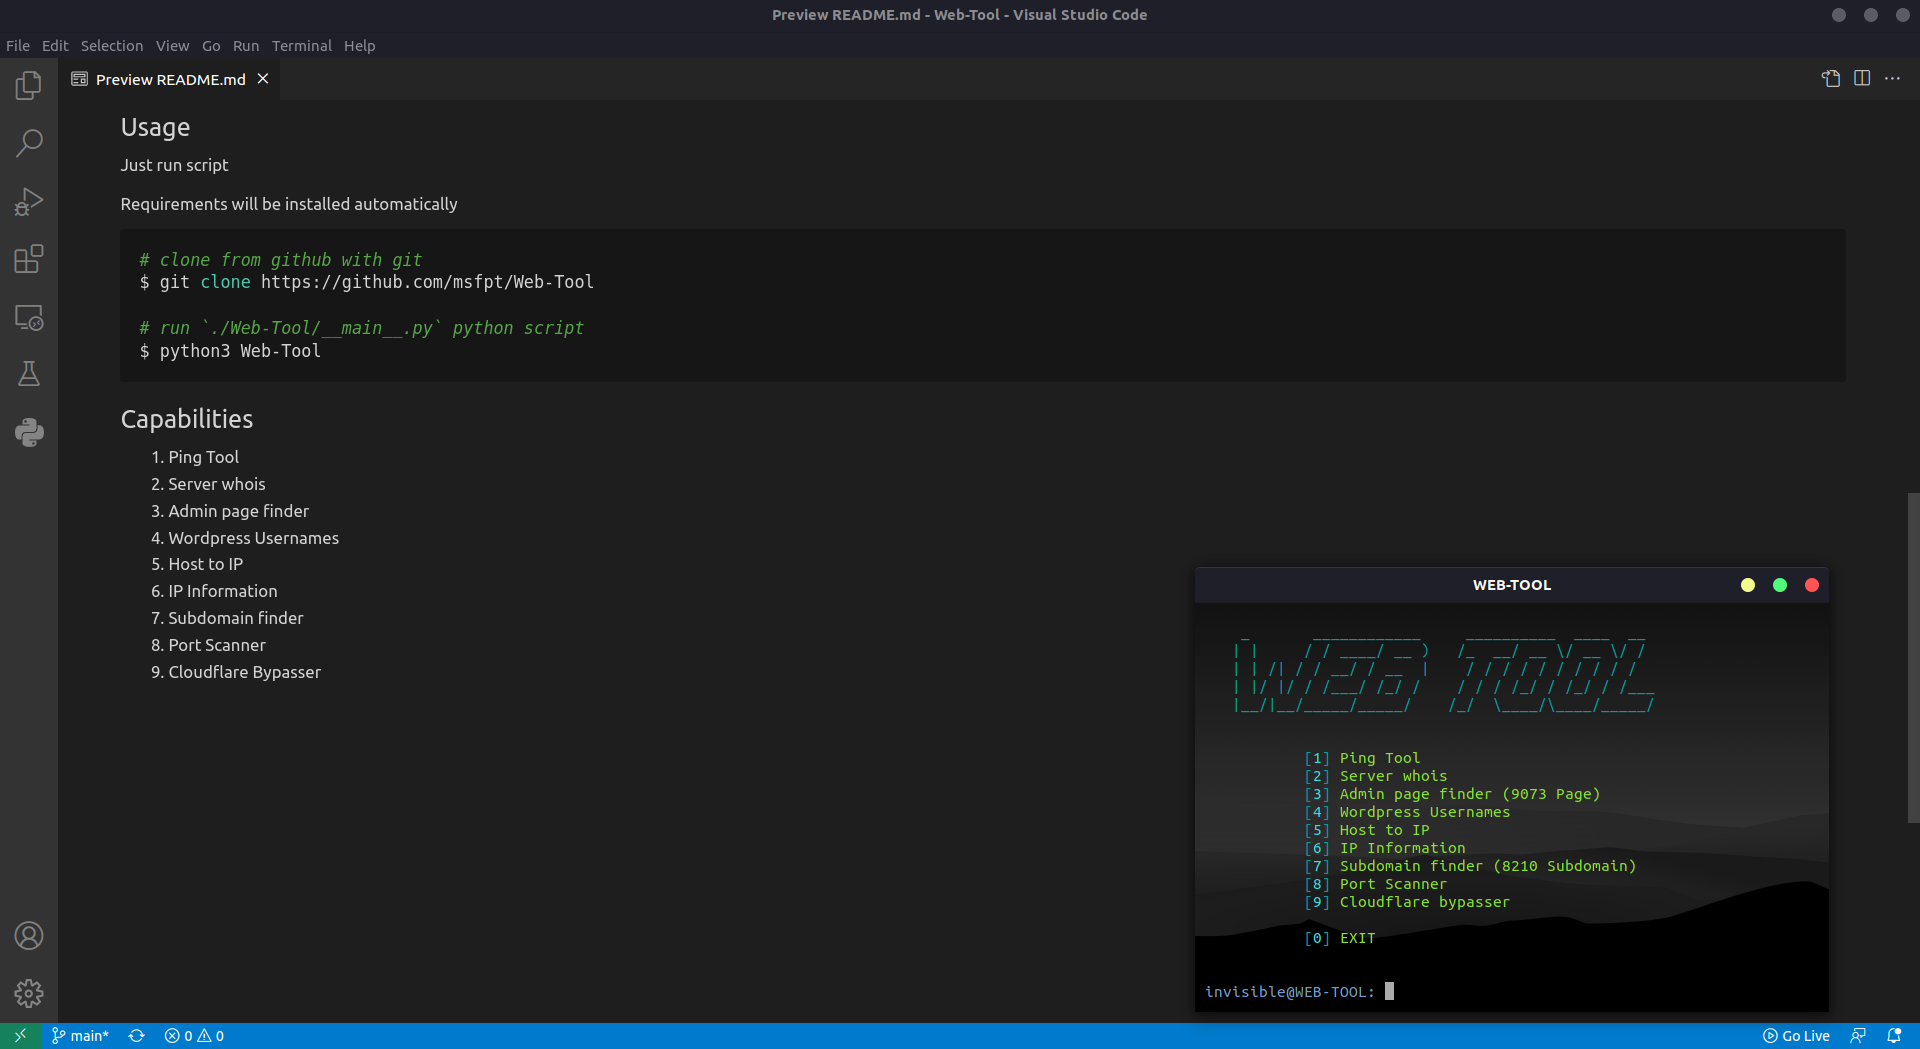 Preview README.md - Web-Tool - Visual Studio Code
File Edit Selection View Go Run Terminal Help
Preview README.md
Usage
Just run script
Requirements will be installed automatically
# clone from github with git
$ git clone https://github.com/msfpt/Web-Tool
# run `./Web-Tool/__main__.py` python script
$ python3 Web-Tool
Capabilities
1. Ping Tool
2. Server whois
3. Admin page finder
4. Wordpress Usernames
5. Host to IP
6. IP Information
7. Subdomain finder
8. Port Scanner
9. Cloudflare Bypasser
WEB-TOOL
WEB TOOL
[1] Ping Tool
[2] Server whois
[3] Admin page finder (9073 Page)
[4] Wordpress Usernames
[5] Host to IP
[6] IP Information
[7] Subdomain finder (8210 Subdomain)
[8] Port Scanner
[9] Cloudflare bypasser
[0] EXIT
invisible@WEB-TOOL:
main* 0 0 Go Live